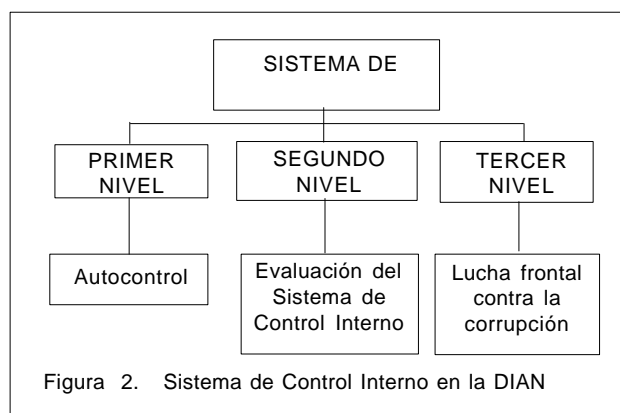 SISTEMA DE
PRIMER
NIVEL
SEGUNDO
NIVEL
TERCER
NIVEL
Autocontrol
Evaluación del
Sistema de
Control Interno
Lucha frontal
contra la
corrupción
Figura 2. Sistema de Control Interno en la DIAN